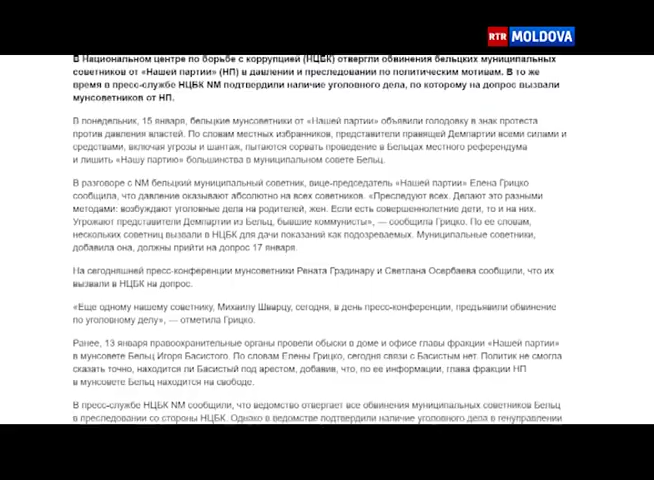 RTR MOLDOVA
В Национальном центре по борьбе с коррупцией (НЦБК) отвергли обвинения бельцких муниципальных
советников от «Нашей партии» (НП) в давлении и преследовании по политическим мотивам. В то же
время в пресс-службе НЦБК NM подтвердили наличие уголовного дела, по которому на допрос вызвали
мунсоветников от НП.
В понедельник, 15 января, бельцкие мунсоветники от «Нашей партии» объявили голодовку в знак протеста
против давления властей. По словам местных избранников, представители правящей Демпартии всеми силами и
средствами, включая угрозы и шантаж, пытаются сорвать проведение в Бельцах местного референдума
и лишить «Нашу партию» большинства в муниципальном совете Бельц.
В разговоре с NM бельцкий муниципальный советник, вице-председатель «Нашей партии» Елена Грицко
сообщила, что давление оказывают абсолютно на всех советников. «Преследуют всех. Делают это разными
методами: возбуждают уголовные дела на родителей, жен. Если есть совершеннолетние дети, то и на них.
Угрожают представители Демпартии из Бельц, бывшие коммунисты», — сообщила Грицко. По ее словам,
нескольких советниц вызвали в НЦБК для дачи показаний как подозреваемых. Муниципальные советники,
добавила она, должны прийти на допрос 17 января.
На сегодняшней пресс-конференции мунсоветники Рената Градинару и Светлана Осербаева сообщили, что их
вызвали в НЦБК на допрос.
«Еще одному нашему советнику, Михаилу Шварцу, сегодня, в день пресс-конференции, предъявили обвинение
по уголовному делу», — отметила Грицко.
Ранее, 13 января правоохранительные органы провели обыски в доме и офисе главы фракции «Нашей партии»
в мунсовете Бельц Игоря Басистого. По словам Елены Грицко, сегодня связи с Басистым нет. Политик не смогла
сказать точно, находится ли Басистый под арестом, добавив, что, по ее информации, глава фракции НП
в мунсовете Бельц находится на свободе.
В пресс-службе НЦБК NM сообщили, что ведомство отвергает все обвинения муниципальных советников Бельц
в преследовании со стороны НЦБК. Однако в ведомстве подтвердили наличие уголовного дела в генуправлении